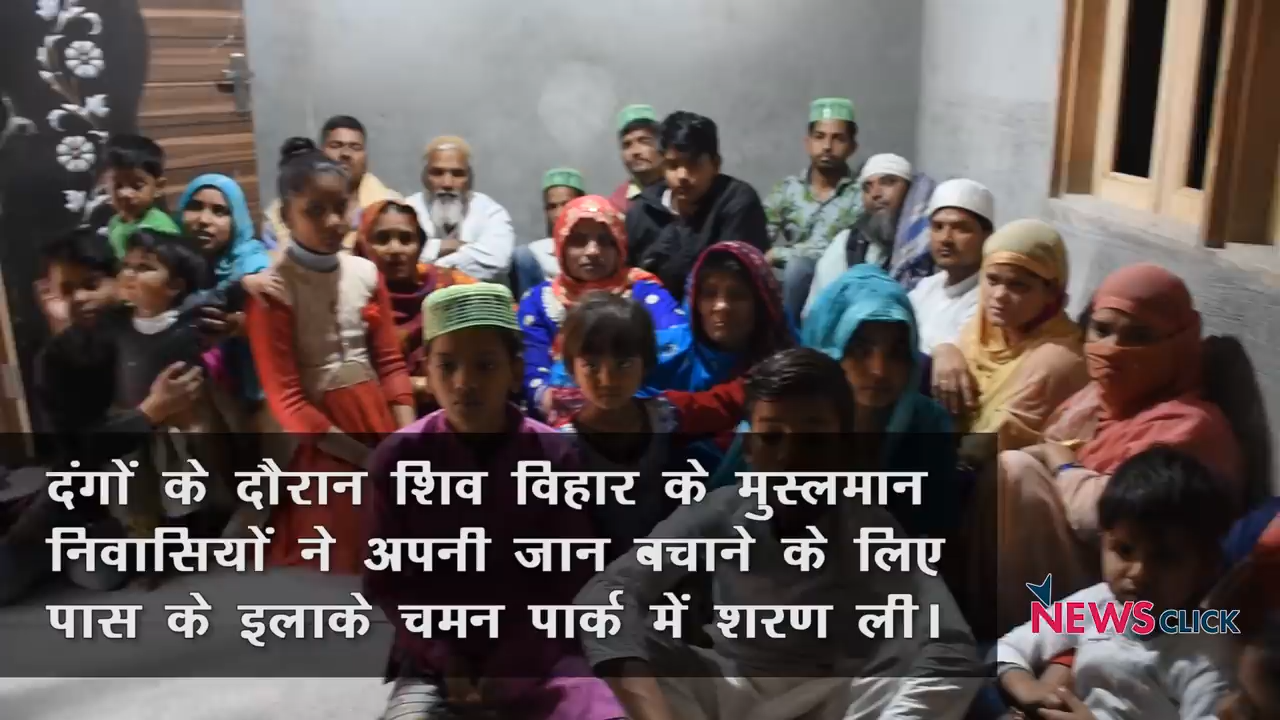 दंगों के दौरान शिव विहार के मुस्लमान
निवासियों ने अपनी जान बचाने के लिए
पास के इलाके चमन पार्क में शरण ली।
NEWSCLICK